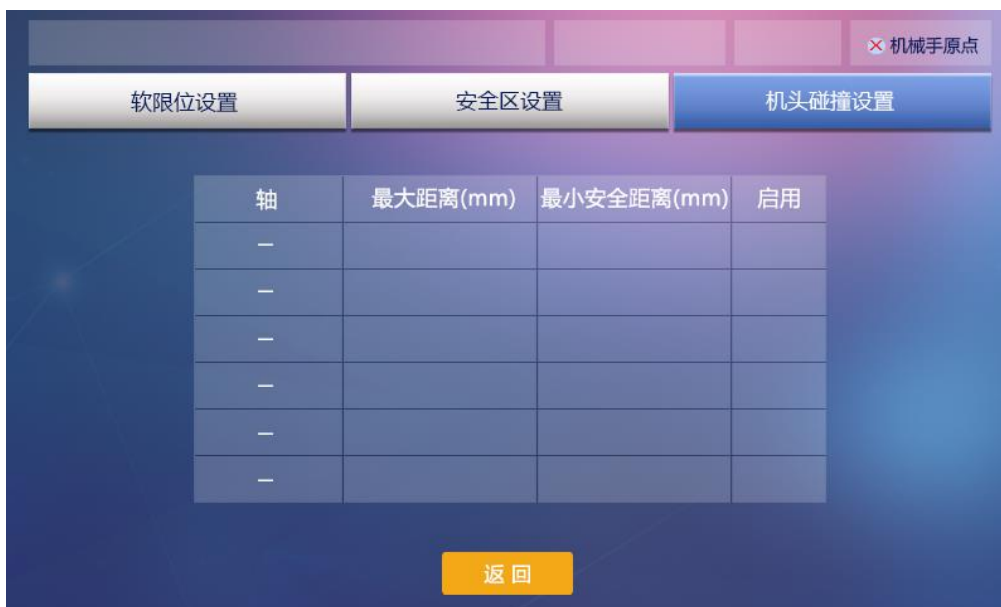 机械手原点
软限位设置 安全区设置 机头碰撞设置
轴 最大距离(mm) 最小安全距离(mm) 启用
—
—
—
—
—
—
返回